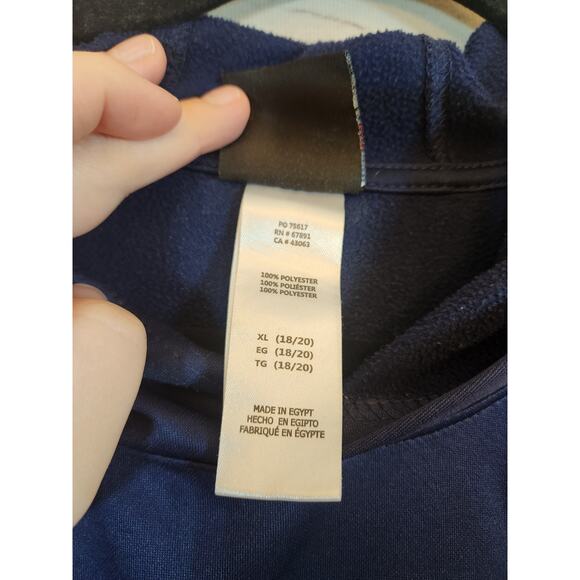 PO 75617
RN # 67891
CA # 43063
100% POLYESTER
100% POLIÉSTER
100% POLYESTER
XL (18/20)
EG (18/20)
TG (18/20)
MADE IN EGYPT
HECHO EN EGIPTO
FABRIQUÉ EN ÉGYPTE